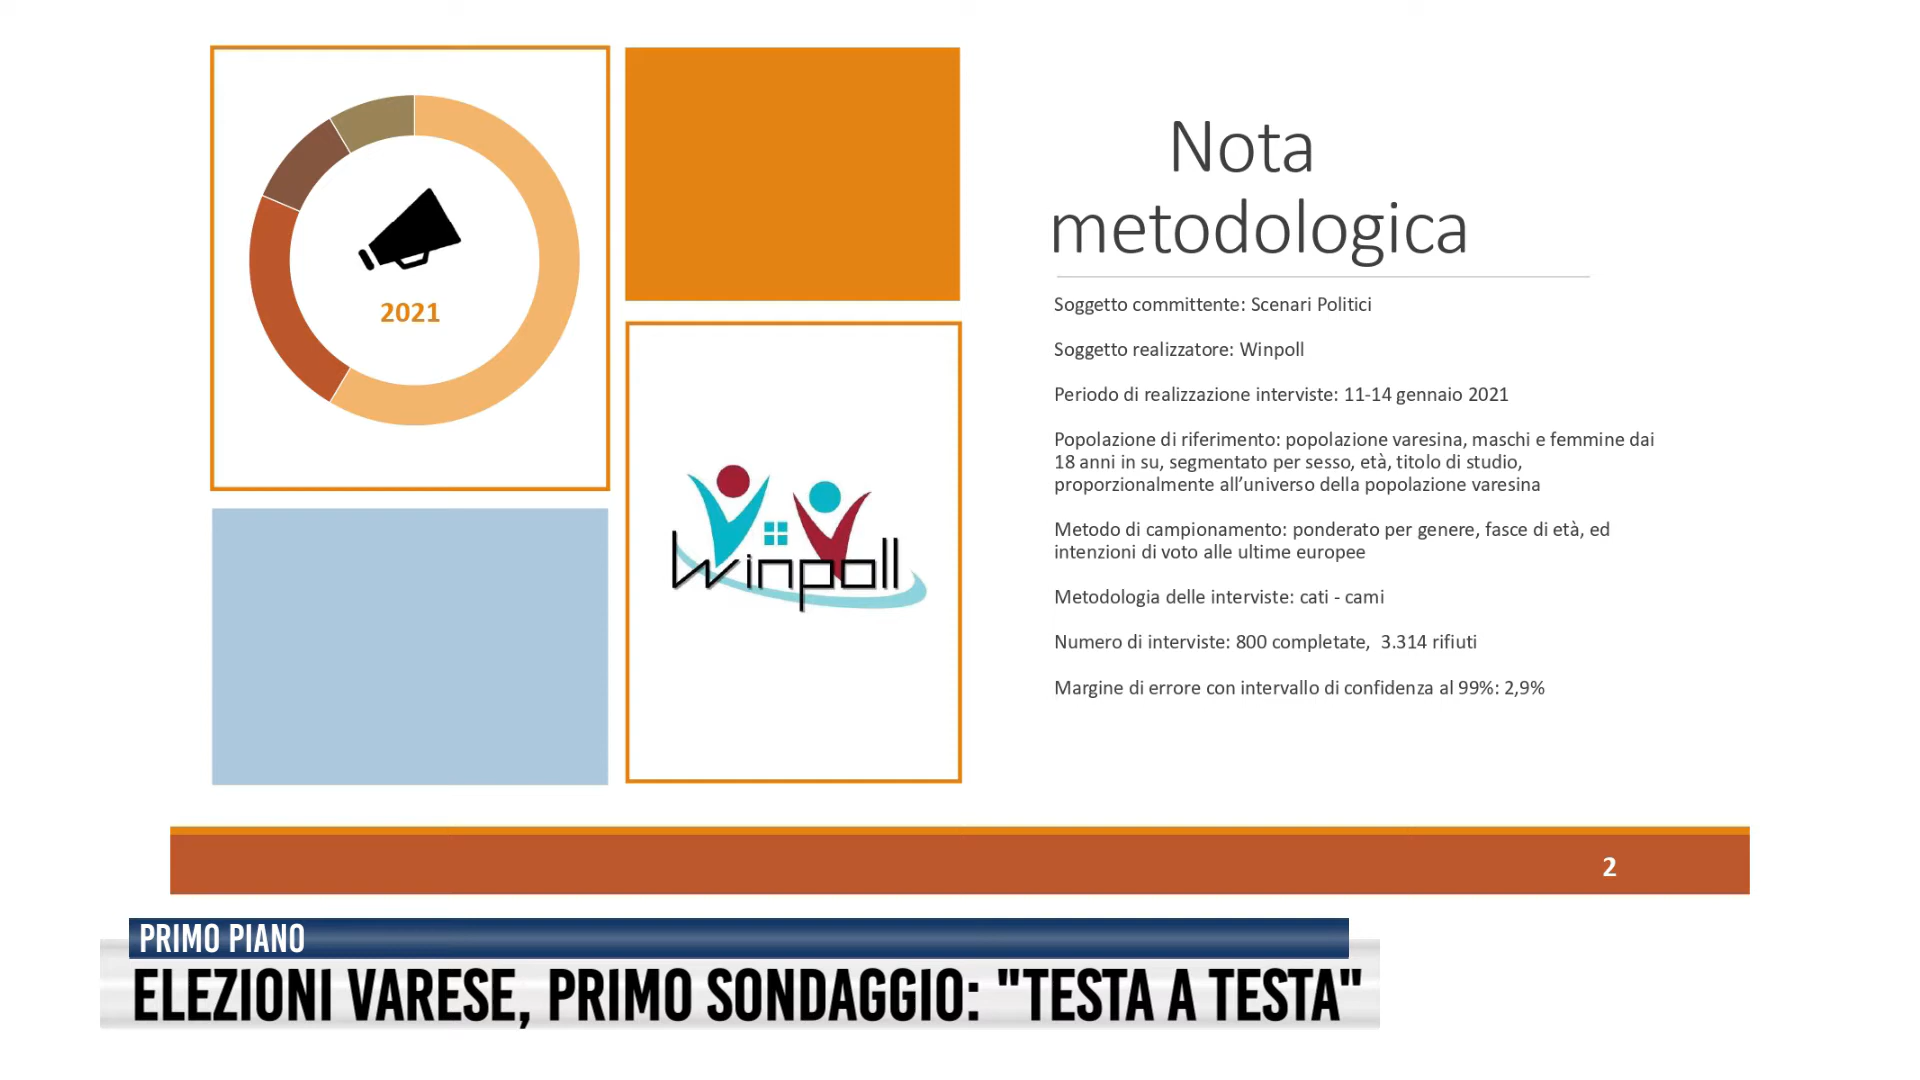 2021
winpoll
Nota
metodologica
Soggetto committente: Scenari Politici
Soggetto realizzatore: Winpoll
Periodo di realizzazione interviste: 11-14 gennaio 2021
Popolazione di riferimento: popolazione varesina, maschi e femmine dai
18 anni in su, segmentato per sesso, età, titolo di studio,
proporzionalmente all’universo della popolazione varesina
Metodo di campionamento: ponderato per genere, fasce di età, ed
intenzioni di voto alle ultime europee
Metodologia delle interviste: cati - cami
Numero di interviste: 800 completate,  3.314 rifiuti
Margine di errore con intervallo di confidenza al 99%: 2,9%
2
PRIMO PIANO
ELEZIONI VARESE, PRIMO SONDAGGIO: "TESTA A TESTA"